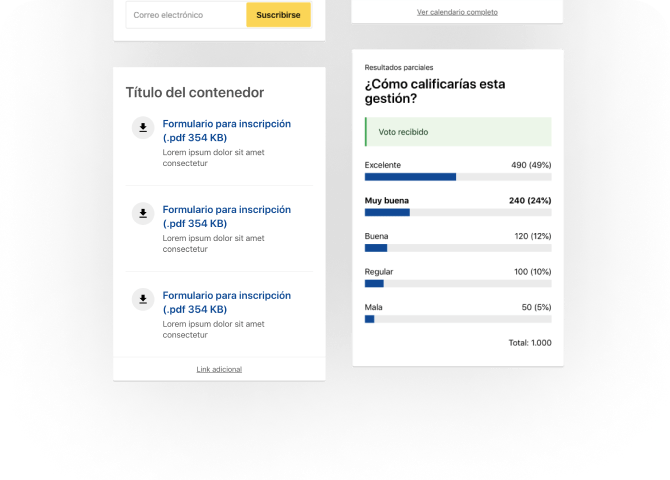 Correo electrónico
Suscribirse
Título del contenedor
Formulario para inscripción
(.pdf 354 KB)
Lorem ipsum dolor sit amet
consectetur
Formulario para inscripción
(.pdf 354 KB)
Lorem ipsum dolor sit amet
consectetur
Formulario para inscripción
(.pdf 354 KB)
Lorem ipsum dolor sit amet
consectetur
Link adicional
Ver calendario completo
Resultados parciales
¿Cómo calificarías esta
gestión?
Voto recibido
Excelente 490 (49%)
Muy buena 240 (24%)
Buena 120 (12%)
Regular 100 (10%)
Mala 50 (5%)
Total: 1.000